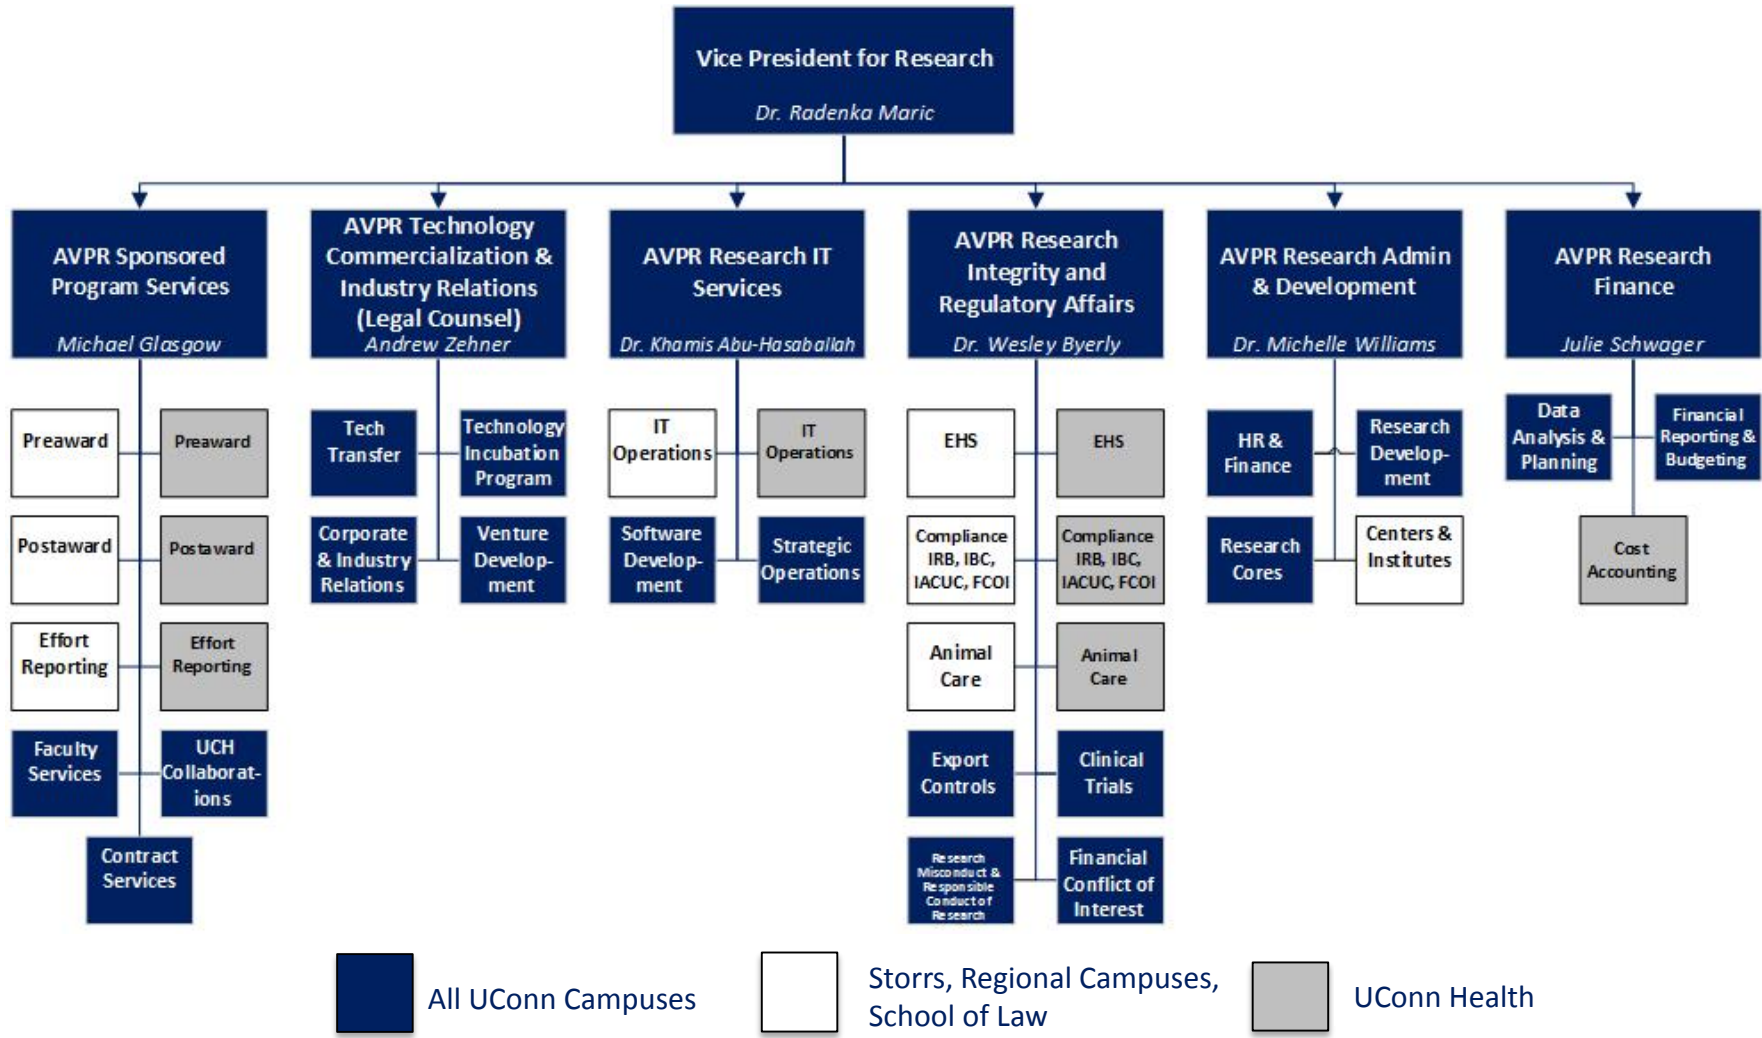 Vice President for Research
Dr. Radenka Maric
AVPR Sponsored
Program Services
Michael Glasgow
AVPR Technology
Commercialization &
Industry Relations
(Legal Counsel)
Andrew Zehner
AVPR Research IT
Services
Dr. Khamis Abu-Hasaballah
AVPR Research
Integrity and
Regulatory Affairs
Dr. Wesley Byerly
AVPR Research Admin
& Development
Dr. Michelle Williams
AVPR Research
Finance
Julie Schwager
Preaward
Preaward
Postaward
Postaward
Effort
Reporting
Effort
Reporting
Faculty
Services
UCH
Collaborat-
ions
Contract
Services
Tech
Transfer
Technology
Incubation
Program
Corporate
& Industry
Relations
Venture
Develop-
ment
IT
Operations
IT
Operations
Software
Develop-
ment
Strategic
Operations
EHS
EHS
Compliance
IRB, IBC,
IACUC, FCOI
Compliance
IRB, IBC,
IACUC, FCOI
Animal
Care
Animal
Care
Export
Controls
Clinical
Trials
Research
Misconduct &
Responsible
Conduct of
Research
Financial
Conflict of
Interest
HR &
Finance
Research
Develop-
ment
Research
Cores
Centers &
Institutes
Data
Analysis &
Planning
Financial
Reporting &
Budgeting
Cost
Accounting
All UConn Campuses
Storrs, Regional Campuses,
School of Law
UConn Health